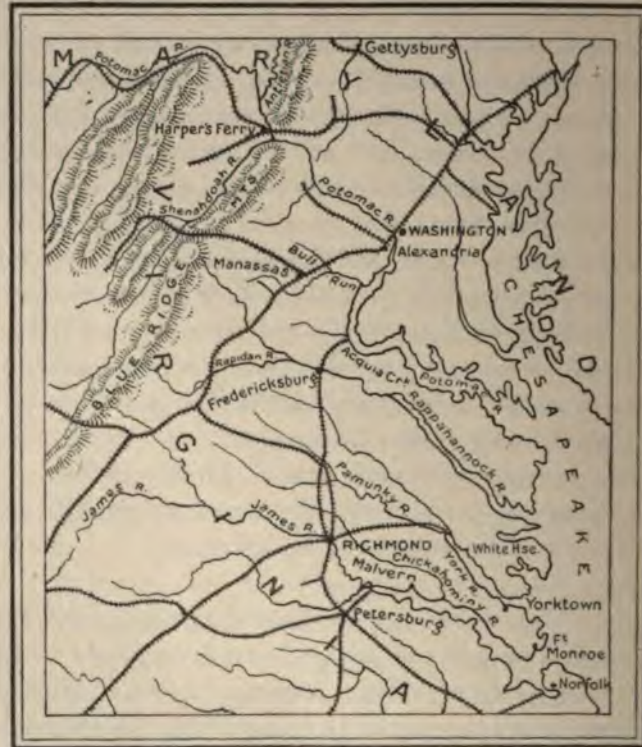 MARYLAND
Potomac R.
Gettysburg
Antietam R.
Harper's Ferry
VIRGINIA
Shenandoah R.
MTS
BLUE RIDGE
Potomac R.
WASHINGTON
Alexandria
Manassas
Bull Run
CHESAPEAKE
Rapidan R.
Acquia Crk
Potomac R.
Fredericksburg
Rappahannock R.
Pamunky R.
James R.
James R.
RICHMOND
White Hse.
Chickahominy R.
York R.
Malvern
Yorktown
Petersburg
Ft. Monroe
Norfolk